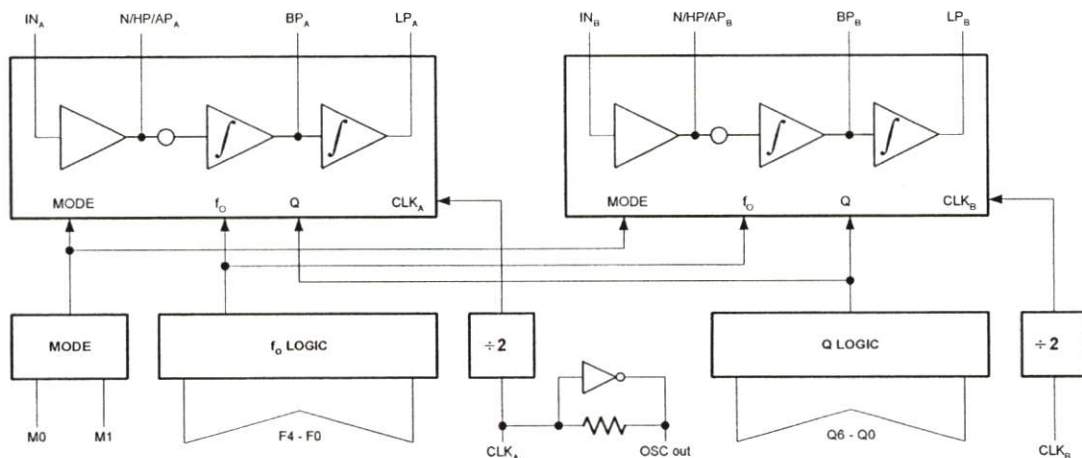 IN_A N/HP/AP_A BP_A LP_A IN_B N/HP/AP_B BP_B LP_B
∫ ∫ ∫ ∫
MODE f_O Q CLK_A MODE f_O Q CLK_B
MODE f_O LOGIC ÷2 Q LOGIC ÷2
M0 M1 F4 - F0 CLK_A OSC out Q6 - Q0 CLK_B